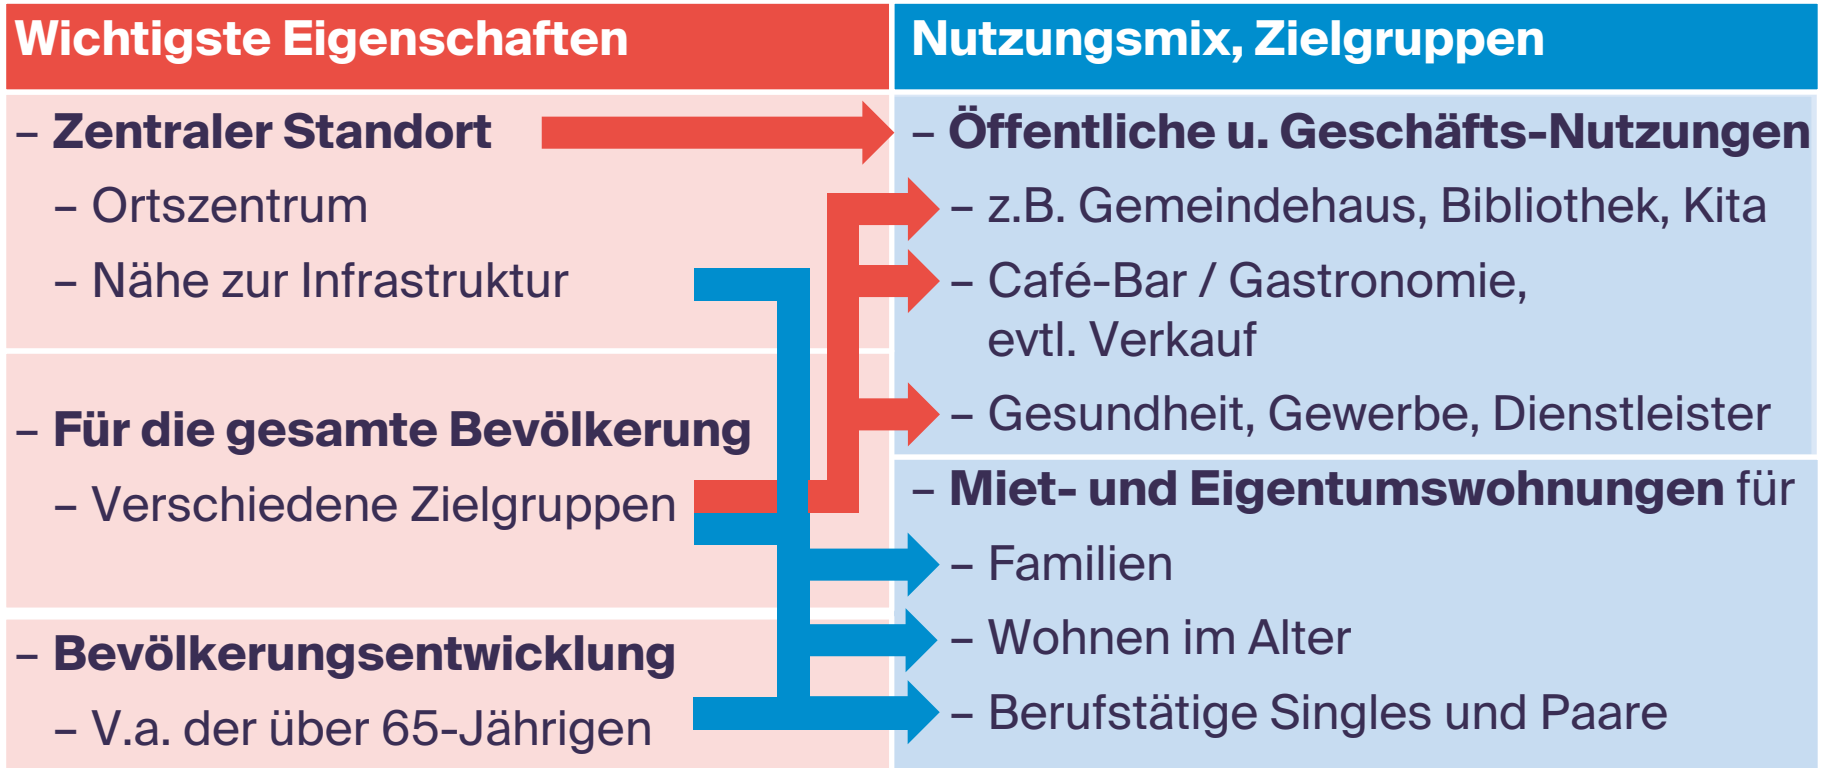 Wichtigste Eigenschaften
– Zentraler Standort
– Ortszentrum
– Nähe zur Infrastruktur
– Für die gesamte Bevölkerung
– Verschiedene Zielgruppen
– Bevölkerungsentwicklung
– V.a. der über 65-Jährigen
Nutzungsmix, Zielgruppen
– Öffentliche u. Geschäfts-Nutzungen
– z.B. Gemeindehaus, Bibliothek, Kita
– Café-Bar / Gastronomie,
evtl. Verkauf
– Gesundheit, Gewerbe, Dienstleister
– Miet- und Eigentumswohnungen für
– Familien
– Wohnen im Alter
– Berufstätige Singles und Paare